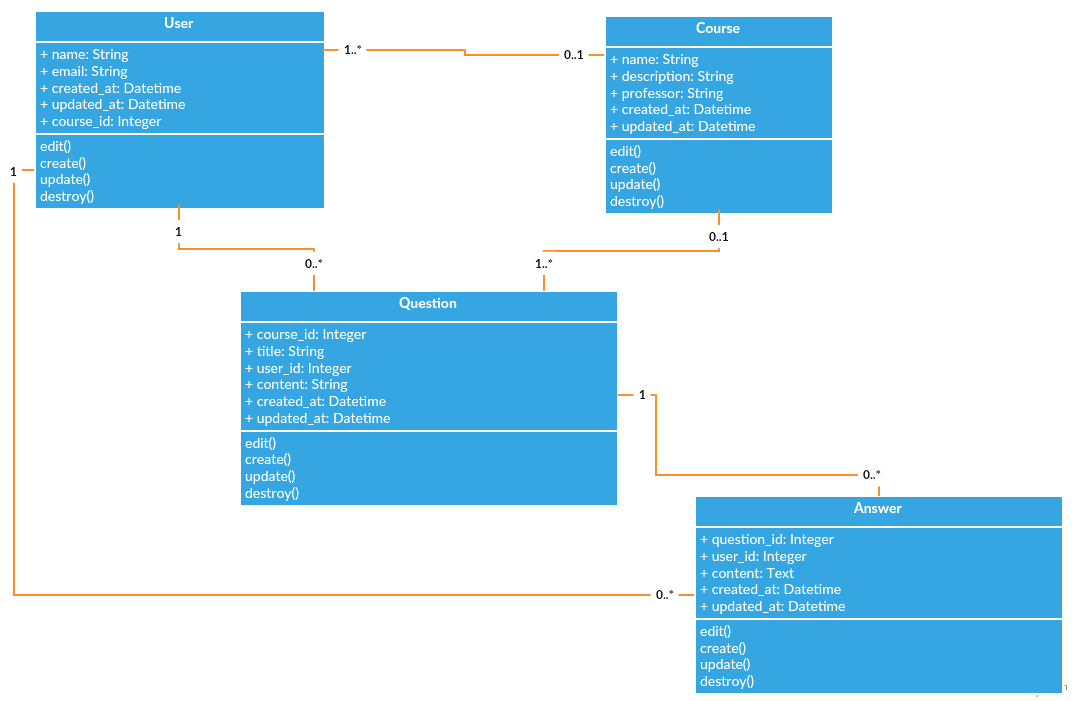 User
+ name: String
+ email: String
+ created_at: Datetime
+ updated_at: Datetime
+ course_id: Integer
edit()
create()
update()
destroy()
1..*
0..1
Course
+ name: String
+ description: String
+ professor: String
+ created_at: Datetime
+ updated_at: Datetime
edit()
create()
update()
destroy()
1
1
0..*
0..1
1..*
Question
+ course_id: Integer
+ title: String
+ user_id: Integer
+ content: String
+ created_at: Datetime
+ updated_at: Datetime
edit()
create()
update()
destroy()
1
0..*
Answer
+ question_id: Integer
+ user_id: Integer
+ content: Text
+ created_at: Datetime
+ updated_at: Datetime
edit()
create()
update()
destroy()
0..*